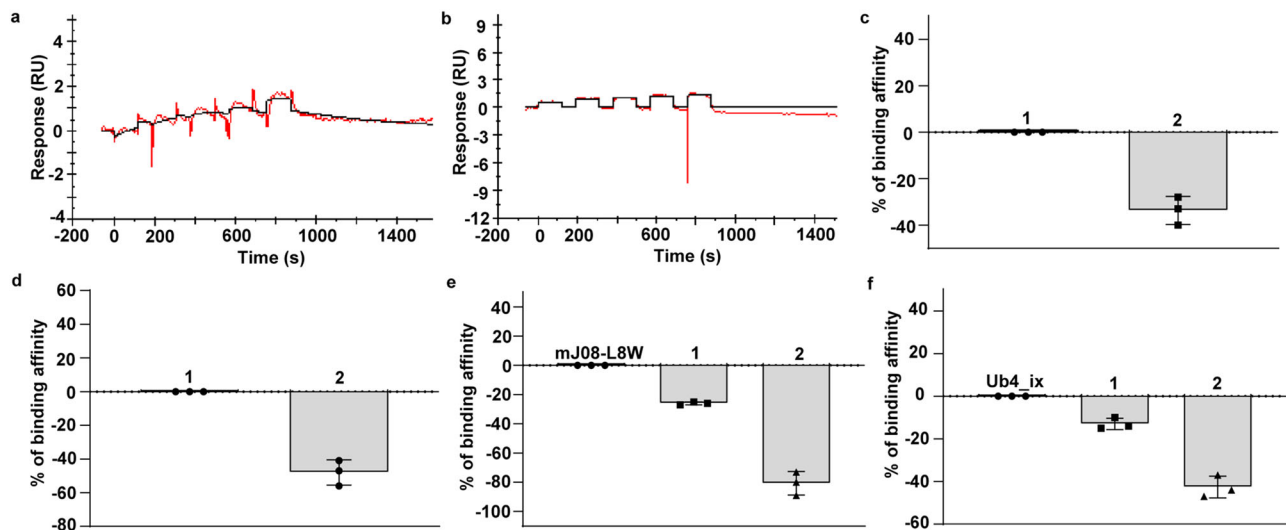 a
Response (RU)
4
2
0
-2
-4
-200 0 200 600 1000 1400
Time (s)
b
Response (RU)
9
6
3
0
-3
-6
-9
-12
-200 0 200 600 1000 1400
Time (s)
c
% of binding affinity
40
20
0
-20
-40
1 2
d
% of binding affinity
60
40
20
0
-20
-40
-60
-80
1 2
e
% of binding affinity
40
20
0
-20
-40
-60
-80
-100
mJ08-L8W 1 2
f
% of binding affinity
40
20
0
-20
-40
-60
Ub4_ix 1 2